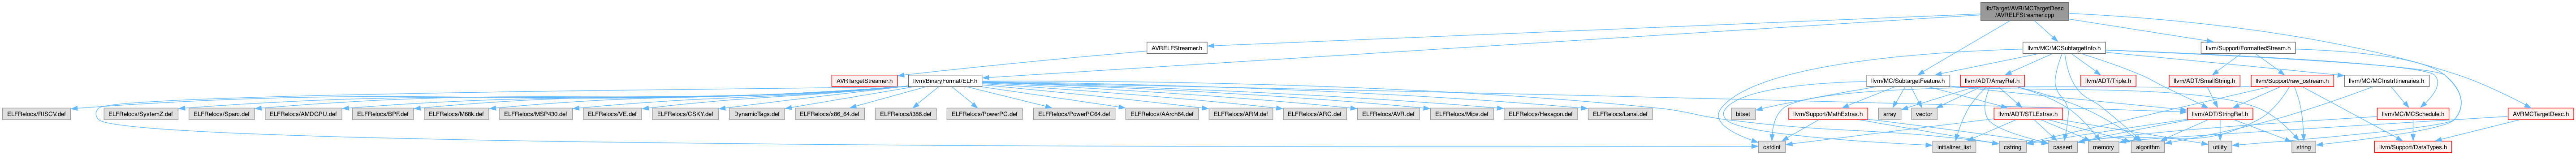 lib/Target/AVR/MCTargetDesc
/AVRELFStreamer.cpp
AVRELFStreamer.h
llvm/MC/MCSubtargetInfo.h
llvm/Support/FormattedStream.h
AVRTargetStreamer.h
llvm/BinaryFormat/ELF.h
llvm/MC/SubtargetFeature.h
llvm/ADT/ArrayRef.h
llvm/ADT/Triple.h
llvm/ADT/SmallString.h
llvm/Support/raw_ostream.h
llvm/MC/MCInstrItineraries.h
ELFRelocs/RISCV.def
ELFRelocs/SystemZ.def
ELFRelocs/Sparc.def
ELFRelocs/AMDGPU.def
ELFRelocs/BPF.def
ELFRelocs/M68k.def
ELFRelocs/MSP430.def
ELFRelocs/VE.def
ELFRelocs/CSKY.def
DynamicTags.def
ELFRelocs/x86_64.def
ELFRelocs/i386.def
ELFRelocs/PowerPC.def
ELFRelocs/PowerPC64.def
ELFRelocs/AArch64.def
ELFRelocs/ARM.def
ELFRelocs/ARC.def
ELFRelocs/AVR.def
ELFRelocs/Mips.def
ELFRelocs/Hexagon.def
ELFRelocs/Lanai.def
bitset
llvm/Support/MathExtras.h
array
vector
llvm/ADT/STLExtras.h
llvm/ADT/StringRef.h
llvm/MC/MCSchedule.h
AVRMCTargetDesc.h
cstdint
initializer_list
cstring
cassert
memory
algorithm
utility
string
llvm/Support/DataTypes.h